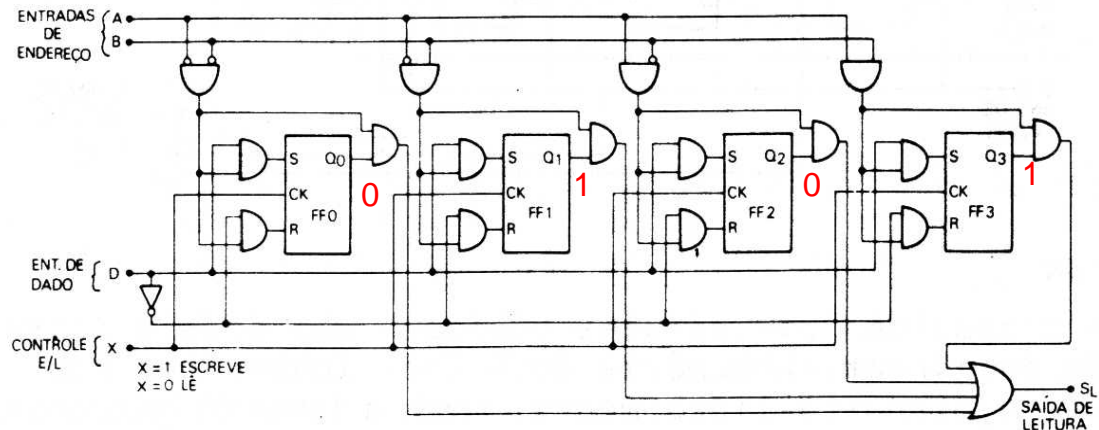 ENTRADAS
DE
ENDEREÇO
A
B
S
Q0
CK
FF0
R
0
S
Q1
CK
FF1
R
1
S
Q2
CK
FF2
R
0
S
Q3
CK
FF3
R
1
ENT. DE
DADO
D
CONTRÔLE
E/L
X
X = 1 ESCREVE
X = 0 LÊ
SL
SAÍDA DE
LEITURA